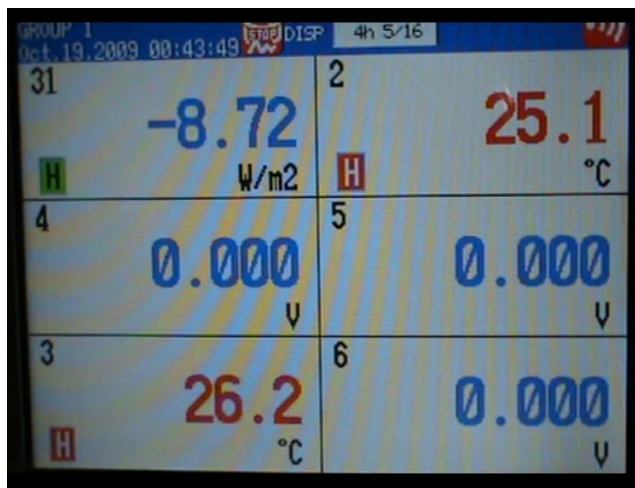 GROUP 1
Oct.19.2009 00:43:49 STOP DISP 4h 5/16
31 2
-8.72 25.1
H W/m2 H °C
4 5
0.000 0.000
V V
3 6
26.2 0.000
H °C V